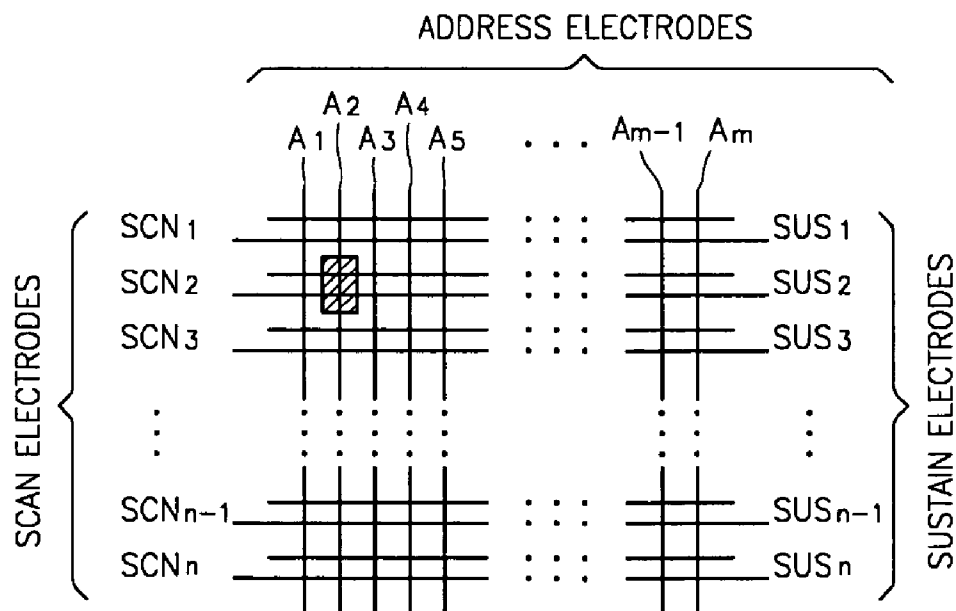 ADDRESS ELECTRODES
A2 A4
A1 A3 A5 . . . Am-1 Am
SCN1 SUS1
SCN2 SUS2
SCN3 SUS3
SCAN ELECTRODES
SUSTAIN ELECTRODES
SCNn-1 SUSn-1
SCNn SUSn